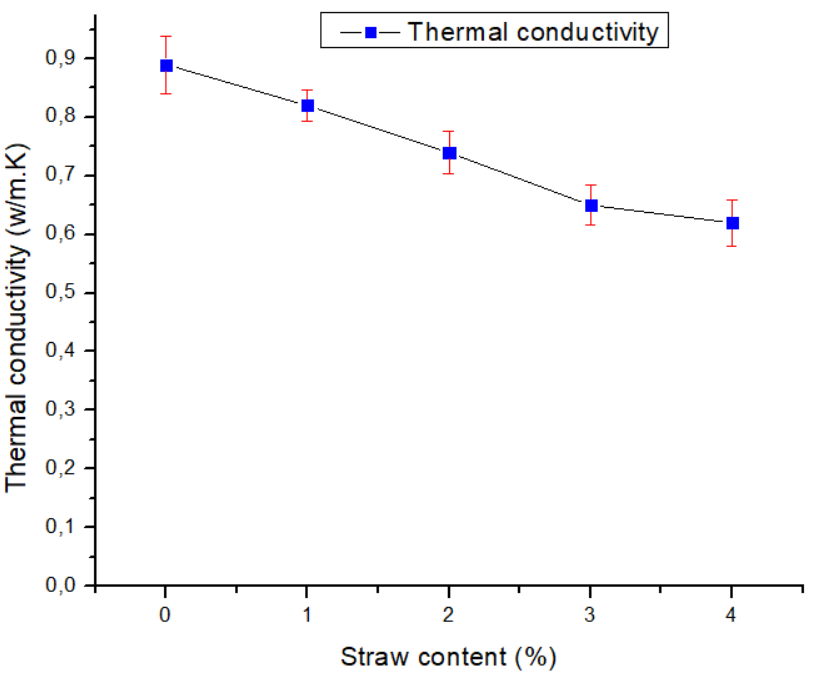 Thermal conductivity
Thermal conductivity (w/m.K)
0,9
0,8
0,7
0,6
0,5
0,4
0,3
0,2
0,1
0,0
0 1 2 3 4
Straw content (%)